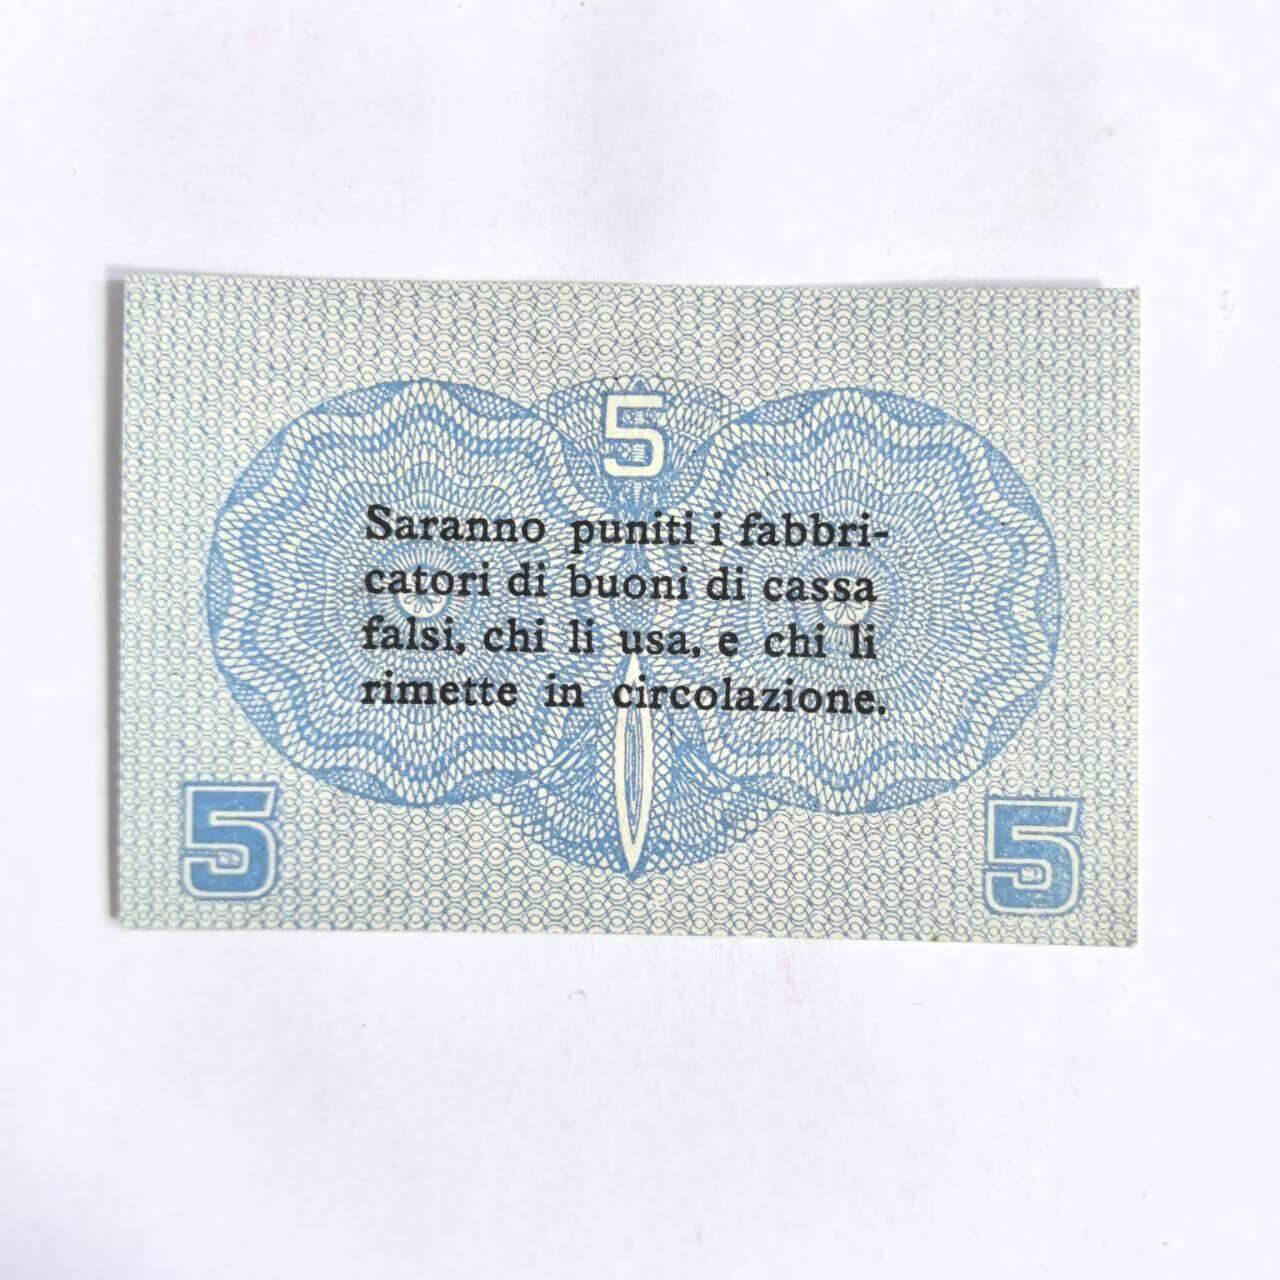 5
Saranno puniti i fabbri-
catori di buoni di cassa
falsi, chi li usa, e chi li
rimette in circolazione.
5 5